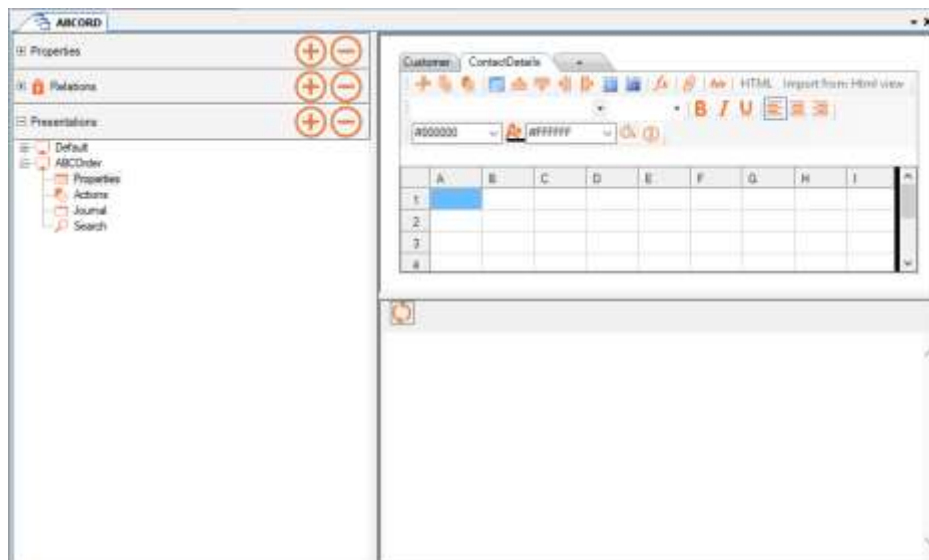 ABCORD
Properties
Relations
Presentations
Default
ABCOrder
Properties
Actions
Journal
Search
Customer ContactDetails +
fx HTML Import from Html view
B I U
#000000 #FFFFFF
A B C D E F G H I
1
2
3
4